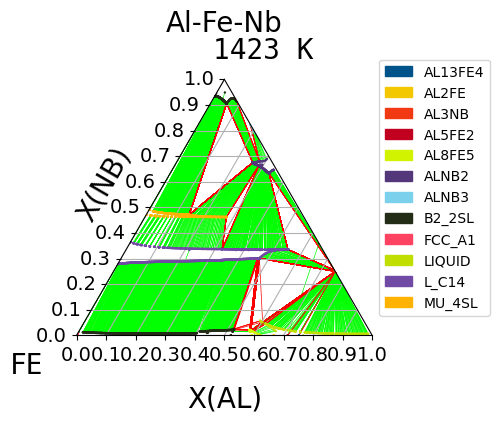 Al-Fe-Nb
1423 K
X(NB)
1.0
0.9
0.8
0.7
0.6
0.5
0.4
0.3
0.2
0.1
0.0
0.00.10.20.30.40.50.60.70.80.91.0
FE
X(AL)
AL13FE4
AL2FE
AL3NB
AL5FE2
AL8FE5
ALNB2
ALNB3
B2_2SL
FCC_A1
LIQUID
L_C14
MU_4SL